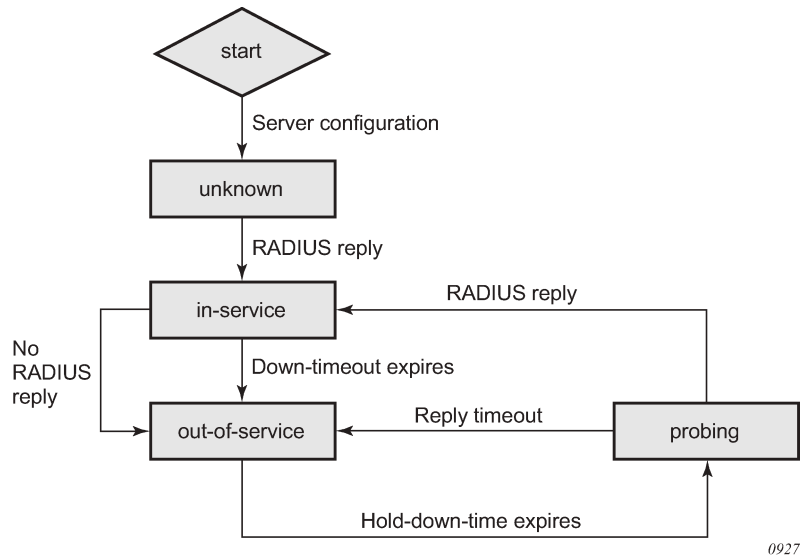 start
Server configuration
unknown
RADIUS reply
in-service
RADIUS reply
No
RADIUS
reply
Down-timeout expires
out-of-service
Reply timeout
probing
Hold-down-time expires
0927